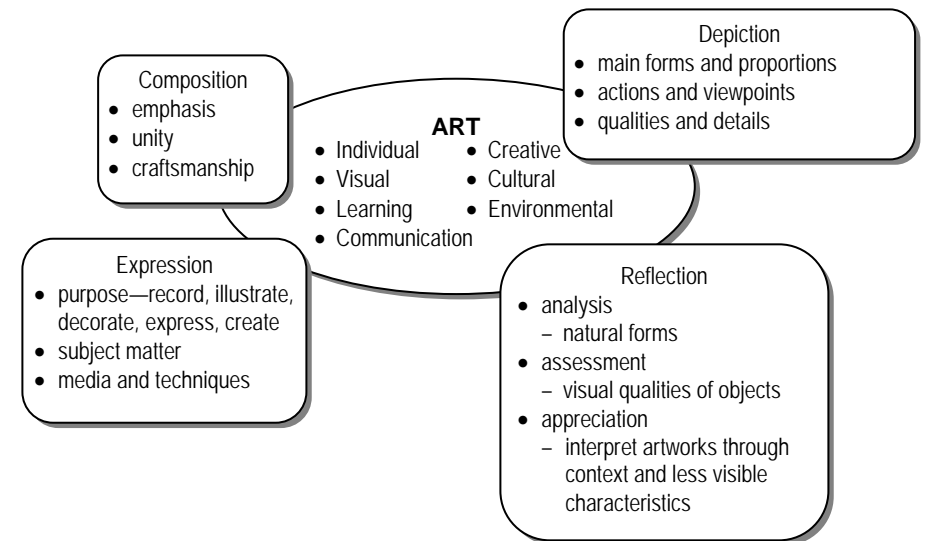 Composition
• emphasis
• unity
• craftsmanship
Depiction
• main forms and proportions
• actions and viewpoints
• qualities and details
ART
• Individual
• Visual
• Learning
• Communication
• Creative
• Cultural
• Environmental
Expression
• purpose—record, illustrate,
decorate, express, create
• subject matter
• media and techniques
Reflection
• analysis
– natural forms
• assessment
– visual qualities of objects
• appreciation
– interpret artworks through
context and less visible
characteristics